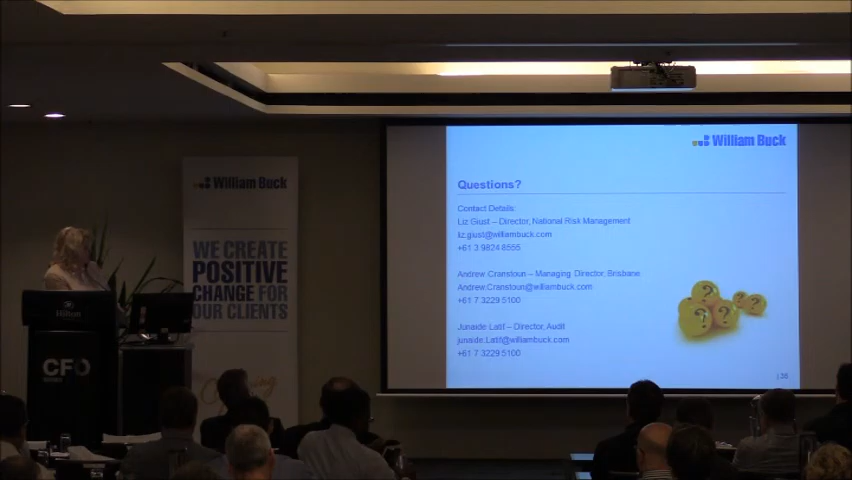 William Buck
WE CREATE
POSITIVE
CHANGE FOR
OUR CLIENTS
Hilton
CFO
William Buck
Questions?
Contact Details:
Liz Giust – Director, National Risk Management
liz.giust@williambuck.com
+61 3 9824 8555
Andrew Cranstoun – Managing Director, Brisbane
Andrew.Cranstoun@williambuck.com
+61 7 3229 5100
Junaide Latif – Director, Audit
junaide.Latif@williambuck.com
+61 7 3229 5100